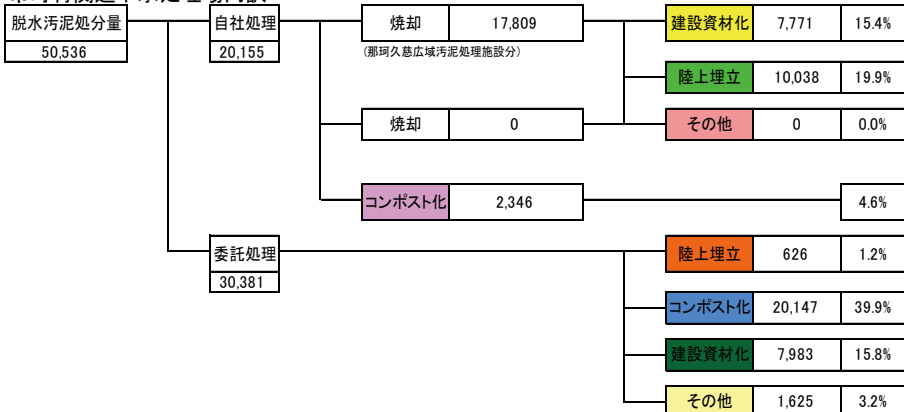 脱水汚泥処分量 自社処理 焼却 17,809 建設資材化 7,771 15.4%
50,536 20,155 (那珂久慈広域汚泥処理施設分)
陸上埋立 10,038 19.9%
焼却 0 その他 0 0.0%
コンポスト化 2,346 4.6%
委託処理 陸上埋立 626 1.2%
30,381
コンポスト化 20,147 39.9%
建設資材化 7,983 15.8%
その他 1,625 3.2%